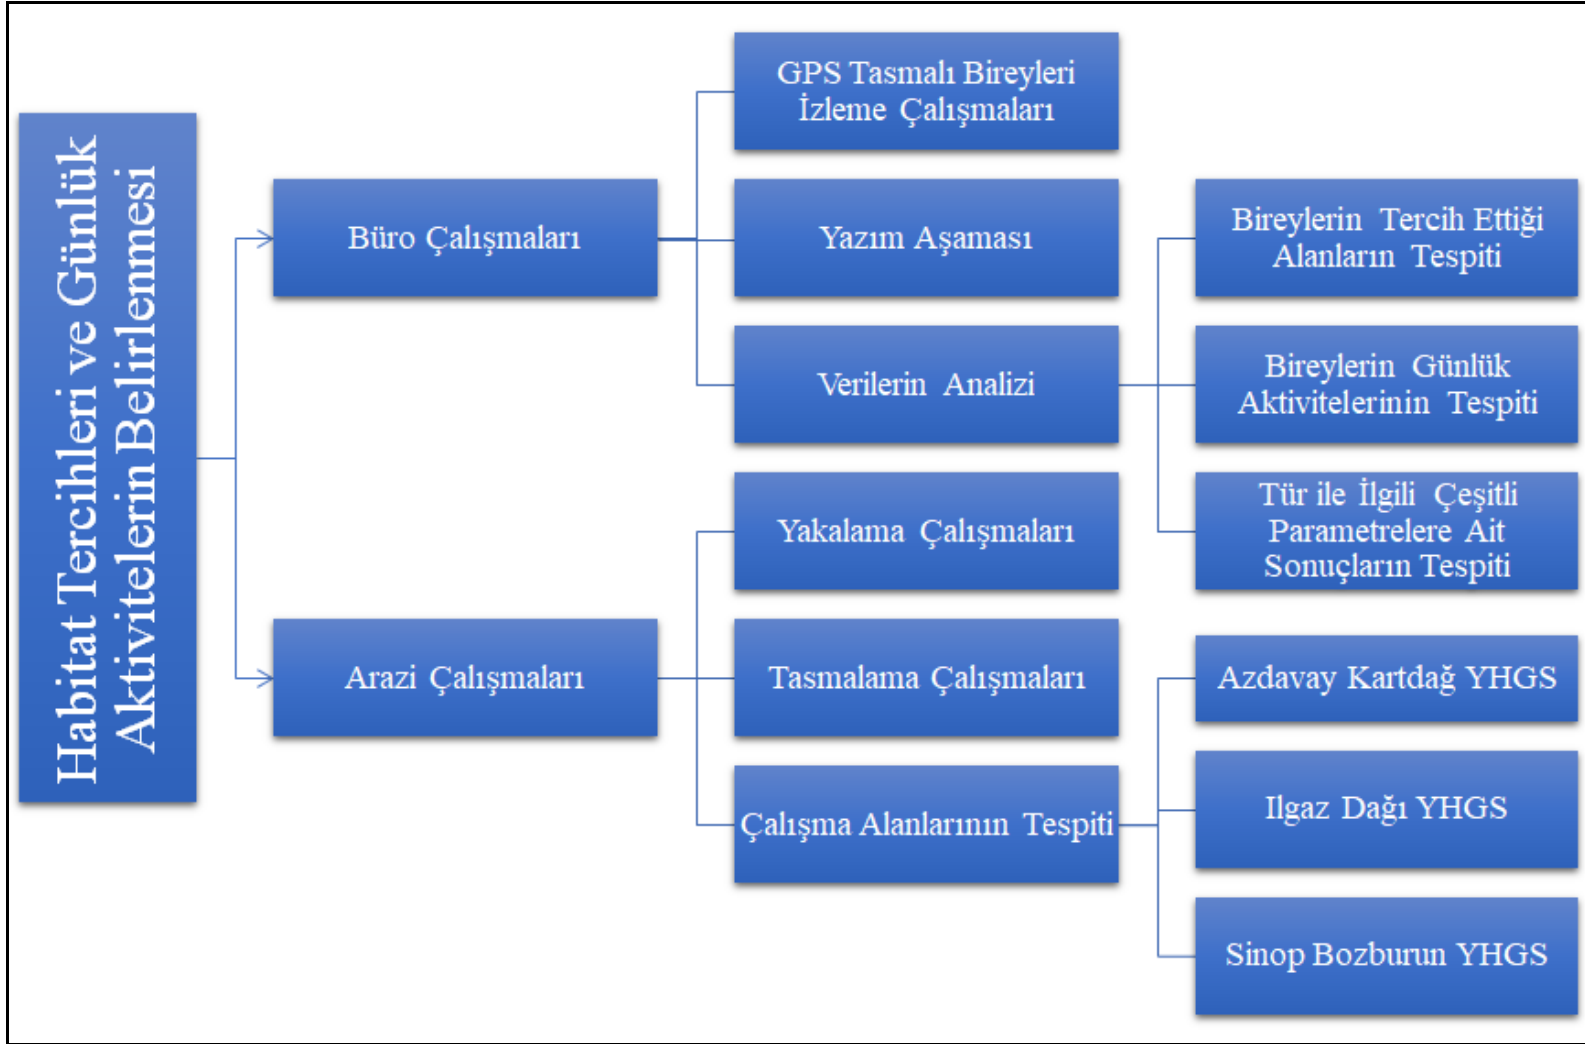 Habitat Tercihleri ve Günlük
Aktivitelerin Belirlenmesi
Büro Çalışmaları
GPS Tasmalı Bireyleri
İzleme Çalışmaları
Yazım Aşaması
Verilerin Analizi
Bireylerin Tercih Ettiği
Alanların Tespiti
Bireylerin Günlük
Aktivitelerinin Tespiti
Tür ile İlgili Çeşitli
Parametrelere Ait
Sonuçların Tespiti
Arazi Çalışmaları
Yakalama Çalışmaları
Tasmalama Çalışmaları
Çalışma Alanlarının Tespiti
Azdavay Kartdağ YHGS
Ilgaz Dağı YHGS
Sinop Bozburun YHGS